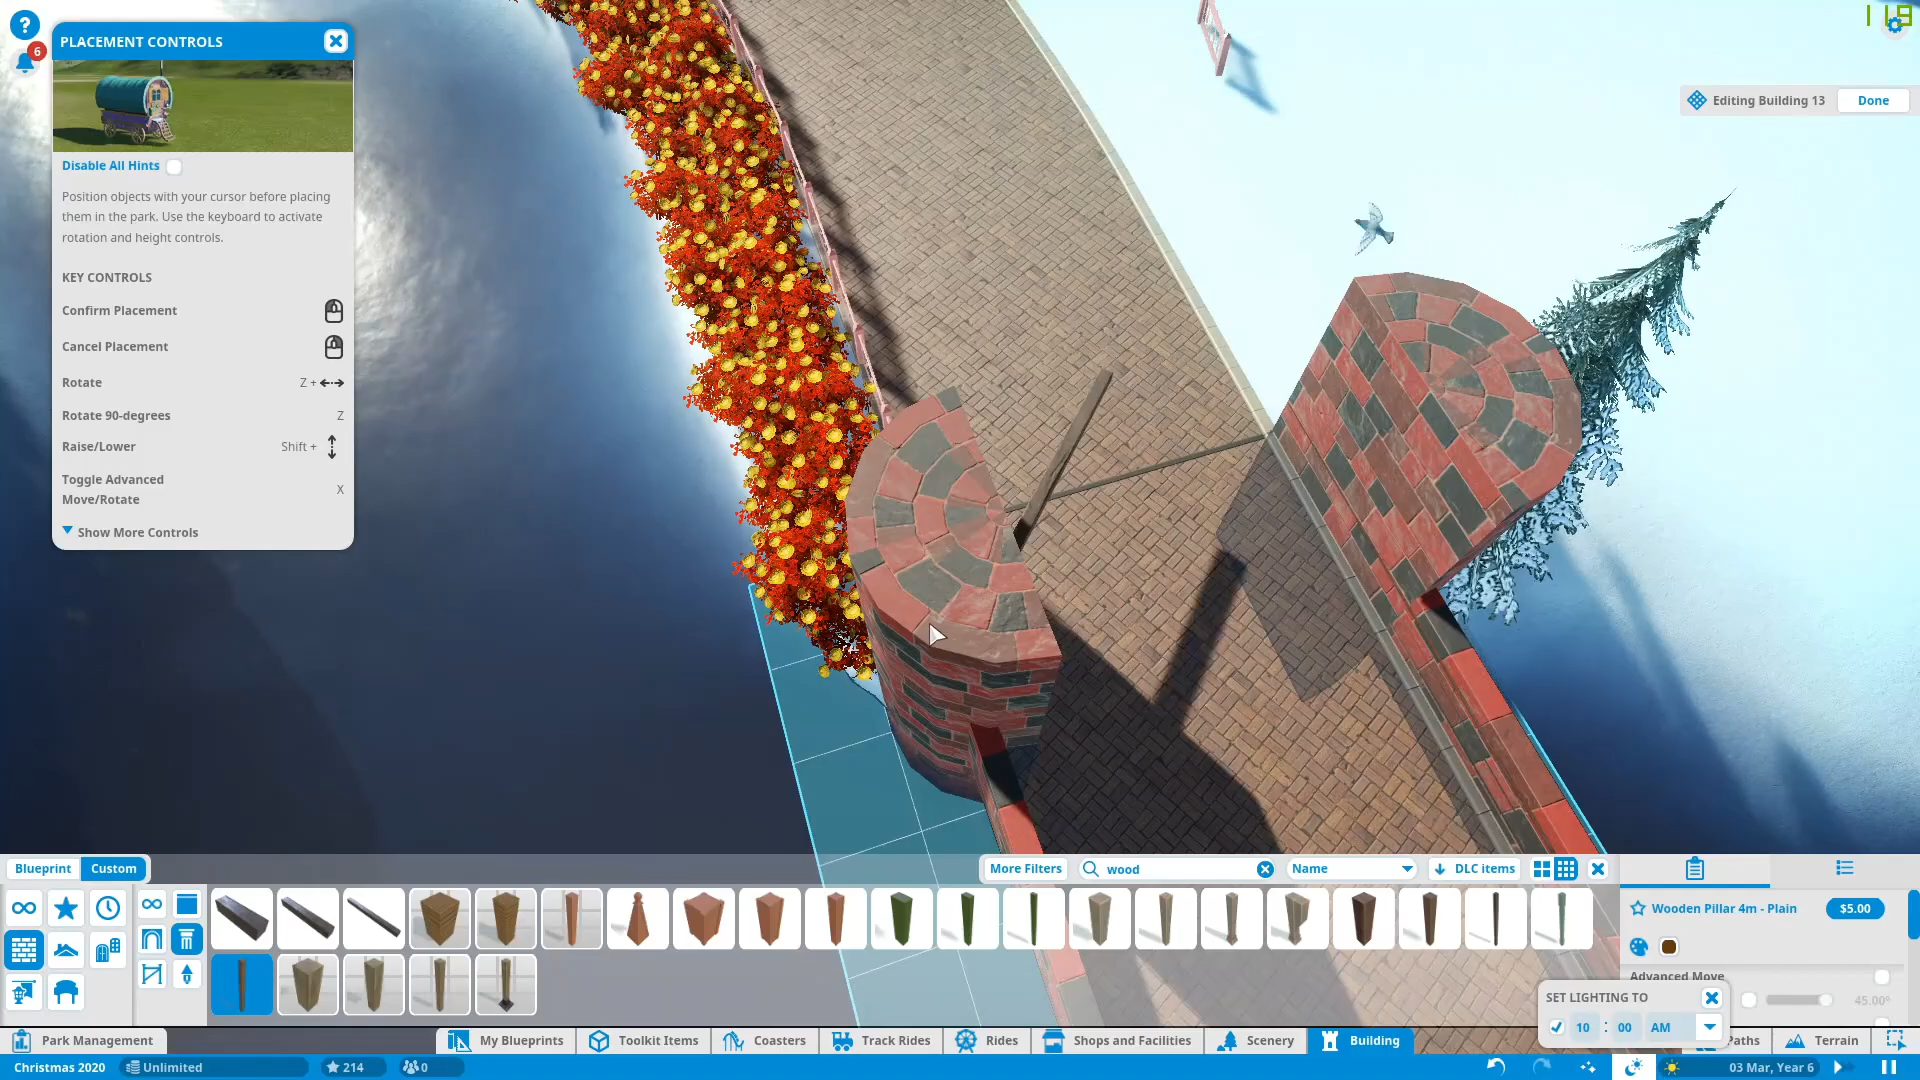 119
?
6
PLACEMENT CONTROLS
Disable All Hints
Position objects with your cursor before placing
them in the park. Use the keyboard to activate
rotation and height controls.
KEY CONTROLS
Confirm Placement
Cancel Placement
Rotate Z +
Rotate 90-degrees Z
Raise/Lower Shift +
Toggle Advanced
Move/Rotate X
Show More Controls
Editing Building 13 Done
Blueprint Custom
More Filters wood Name DLC items
Wooden Pillar 4m - Plain $5.00
Advanced Move
45.00°
SET LIGHTING TO
10 : 00 AM
Park Management My Blueprints Toolkit Items Coasters Track Rides Rides Shops and Facilities Scenery Building Paths Terrain
Christmas 2020 Unlimited 214 0 03 Mar, Year 6